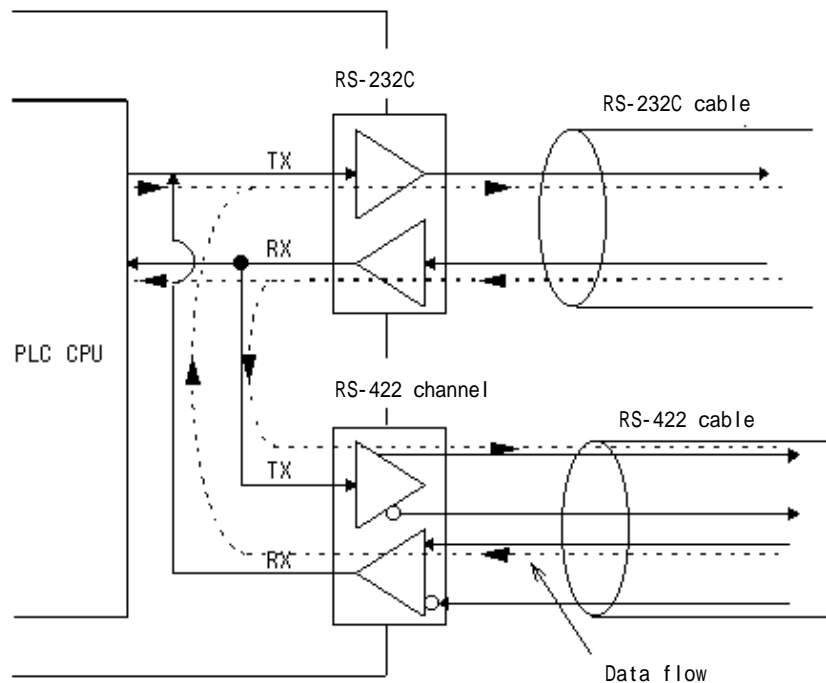 RS-232C
RS-232C cable
TX
RX
PLC CPU
RS-422 channel
RS-422 cable
TX
RX
Data flow